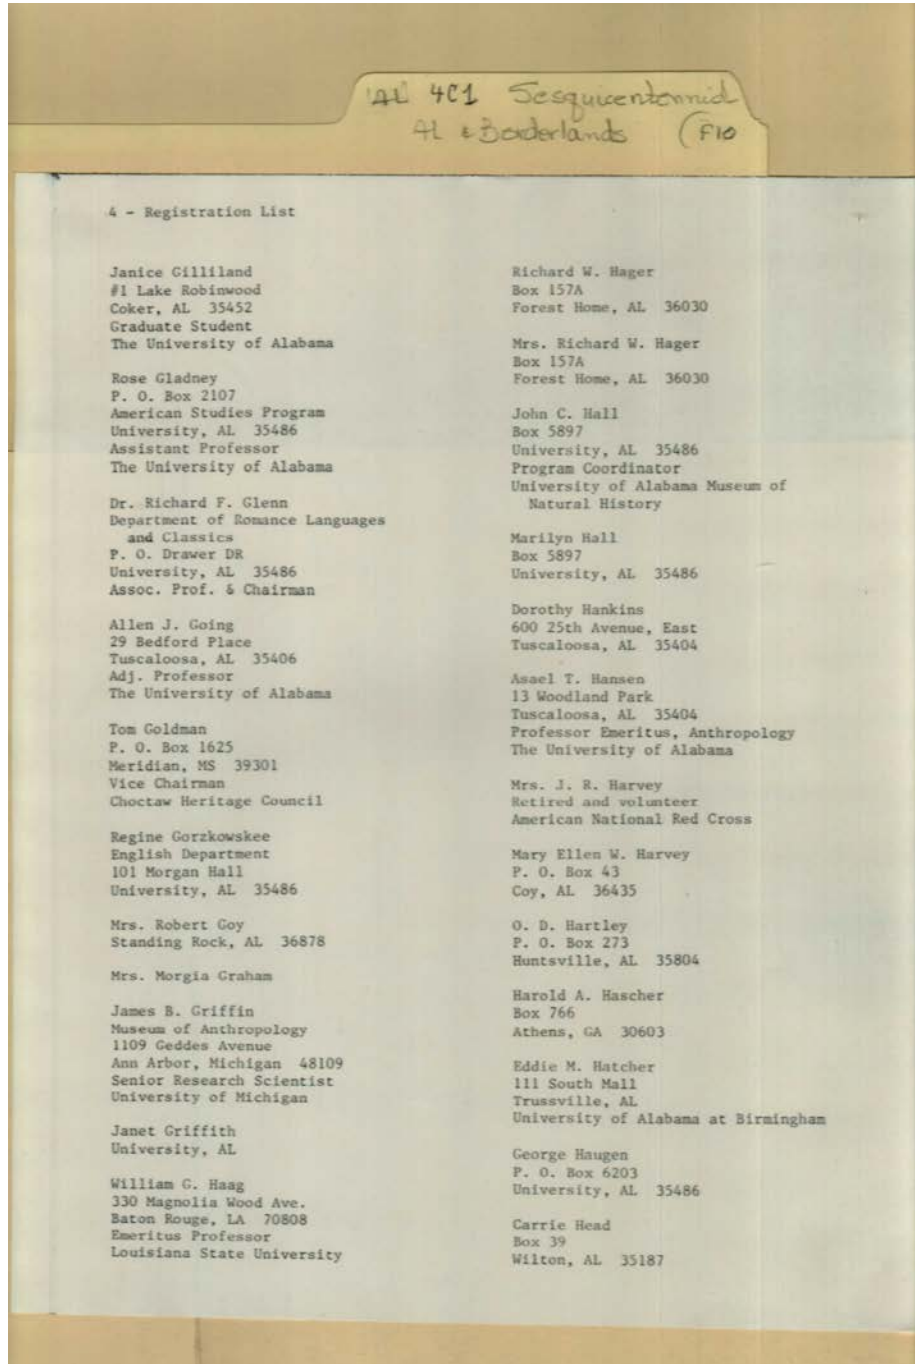 AL 4C1 Sesquicentennial
AL & Borderlands (F10
4 - Registration List
Janice Gilliland
#1 Lake Robinwood
Coker, AL 35452
Graduate Student
The University of Alabama
Rose Gladney
P. O. Box 2107
American Studies Program
University, AL 35486
Assistant Professor
The University of Alabama
Dr. Richard F. Glenn
Department of Romance Languages
and Classics
P. O. Drawer DR
University, AL 35486
Assoc. Prof. & Chairman
Allen J. Going
29 Bedford Place
Tuscaloosa, AL 35406
Adj. Professor
The University of Alabama
Tom Goldman
P. O. Box 1625
Meridian, MS 39301
Vice Chairman
Choctaw Heritage Council
Regine Gorzkowskee
English Department
101 Morgan Hall
University, AL 35486
Mrs. Robert Goy
Standing Rock, AL 36878
Mrs. Morgia Graham
James B. Griffin
Museum of Anthropology
1109 Geddes Avenue
Ann Arbor, Michigan 48109
Senior Research Scientist
University of Michigan
Janet Griffith
University, AL
William G. Haag
330 Magnolia Wood Ave.
Baton Rouge, LA 70808
Emeritus Professor
Louisiana State University
Richard W. Hager
Box 157A
Forest Home, AL 36030
Mrs. Richard W. Hager
Box 157A
Forest Home, AL 36030
John C. Hall
Box 5897
University, AL 35486
Program Coordinator
University of Alabama Museum of
Natural History
Marilyn Hall
Box 5897
University, AL 35486
Dorothy Hankins
600 25th Avenue, East
Tuscaloosa, AL 35404
Asael T. Hansen
13 Woodland Park
Tuscaloosa, AL 35404
Professor Emeritus, Anthropology
The University of Alabama
Mrs. J. R. Harvey
Retired and volunteer
American National Red Cross
Mary Ellen W. Harvey
P. O. Box 43
Coy, AL 36435
O. D. Hartley
P. O. Box 273
Huntsville, AL 35804
Harold A. Hascher
Box 766
Athens, GA 30603
Eddie M. Hatcher
111 South Mall
Trussville, AL
University of Alabama at Birmingham
George Haugen
P. O. Box 6203
University, AL 35486
Carrie Head
Box 39
Wilton, AL 35187